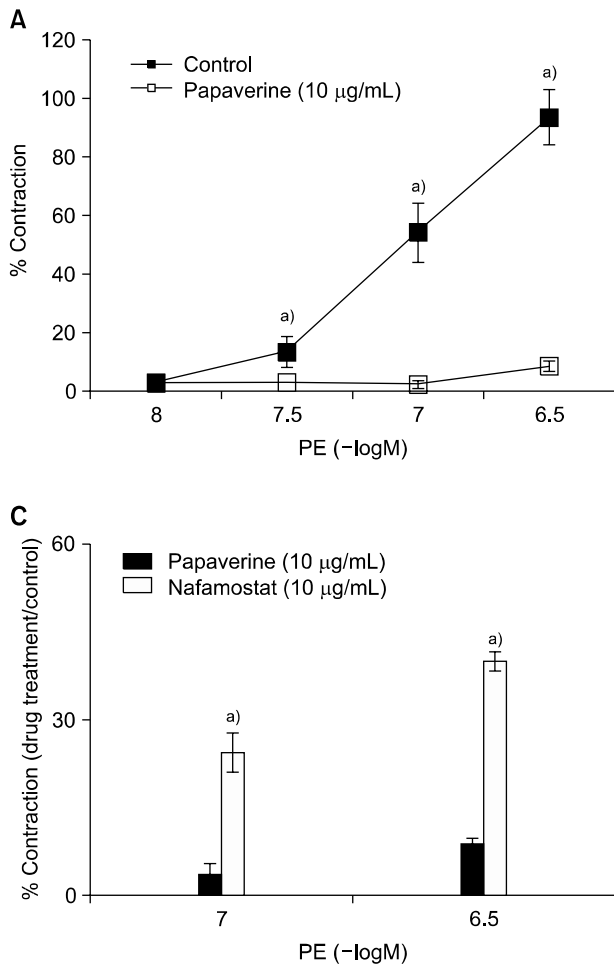 A
Control
Papaverine (10 μg/mL)
120
100
80
60
40
20
0
% Contraction
a)
a)
a)
8 7.5 7 6.5
PE (−logM)
C
Papaverine (10 μg/mL)
Nafamostat (10 μg/mL)
60
30
0
% Contraction (drug treatment/control)
a)
a)
7 6.5
PE (−logM)